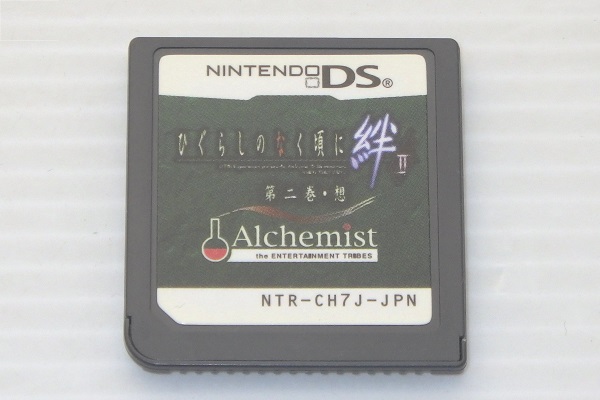 NINTENDO DS®
ひぐらしのなく頃に 絆 II
第二巻・想
Alchemist
the ENTERTAINMENT TRIBES
NTR-CH7J-JPN